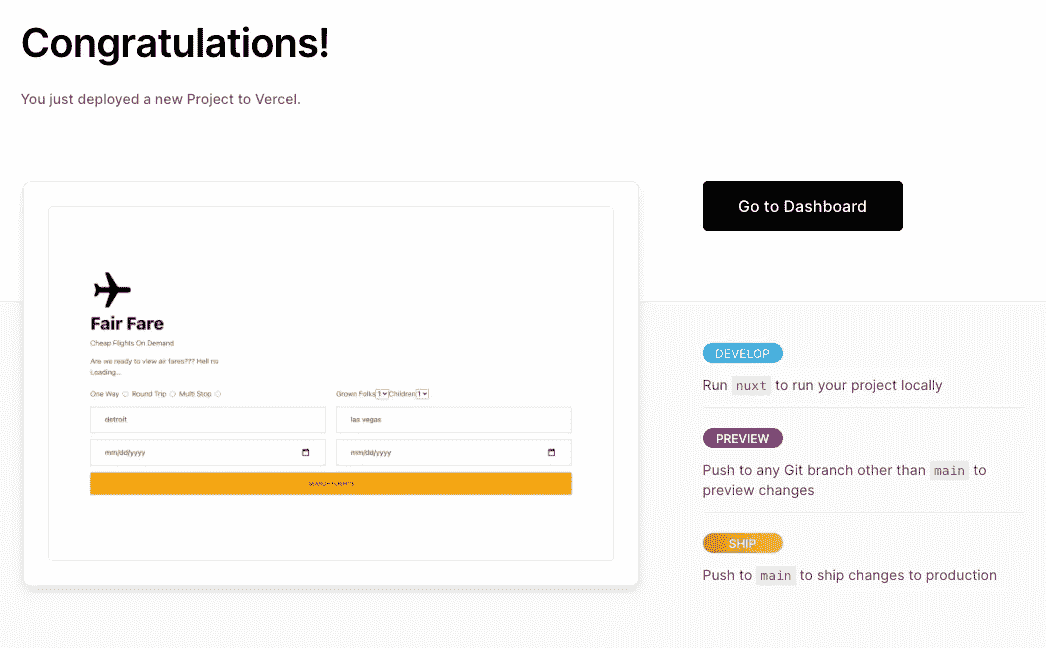 Congratulations!
You just deployed a new Project to Vercel.
Go to Dashboard
Fair Fare
Cheap Flights On Demand
Are we ready to view air fares??? Hell no
Loading...
One Way Round Trip Multi Stop
Grown Folks 1 Children 1
detroit
las vegas
mm/dd/yyyy
mm/dd/yyyy
SEARCH FLIGHTS
DEVELOP
Run nuxt to run your project locally
PREVIEW
Push to any Git branch other than main to
preview changes
SHIP
Push to main to ship changes to production